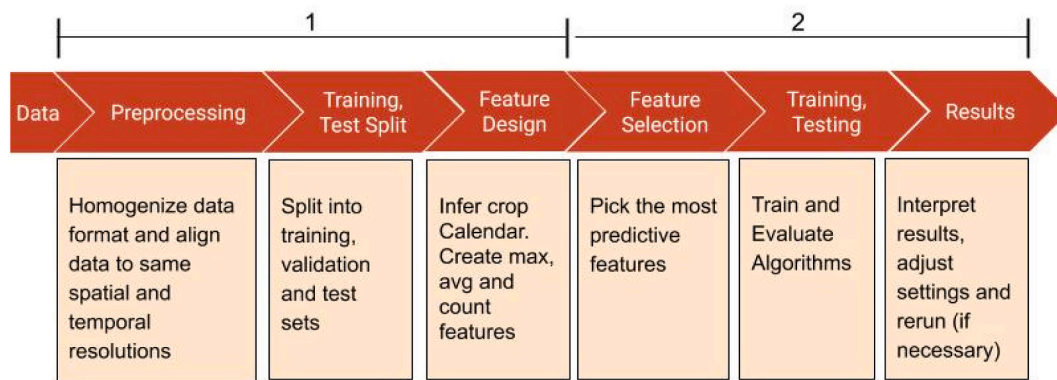 1
2
Data
Preprocessing
Training,
Test Split
Feature
Design
Feature
Selection
Training,
Testing
Results
Homogenize data
format and align
data to same
spatial and
temporal
resolutions
Split into
training,
validation
and test
sets
Infer crop
Calendar.
Create max,
avg and
count
features
Pick the most
predictive
features
Train and
Evaluate
Algorithms
Interpret
results,
adjust
settings and
rerun (if
necessary)